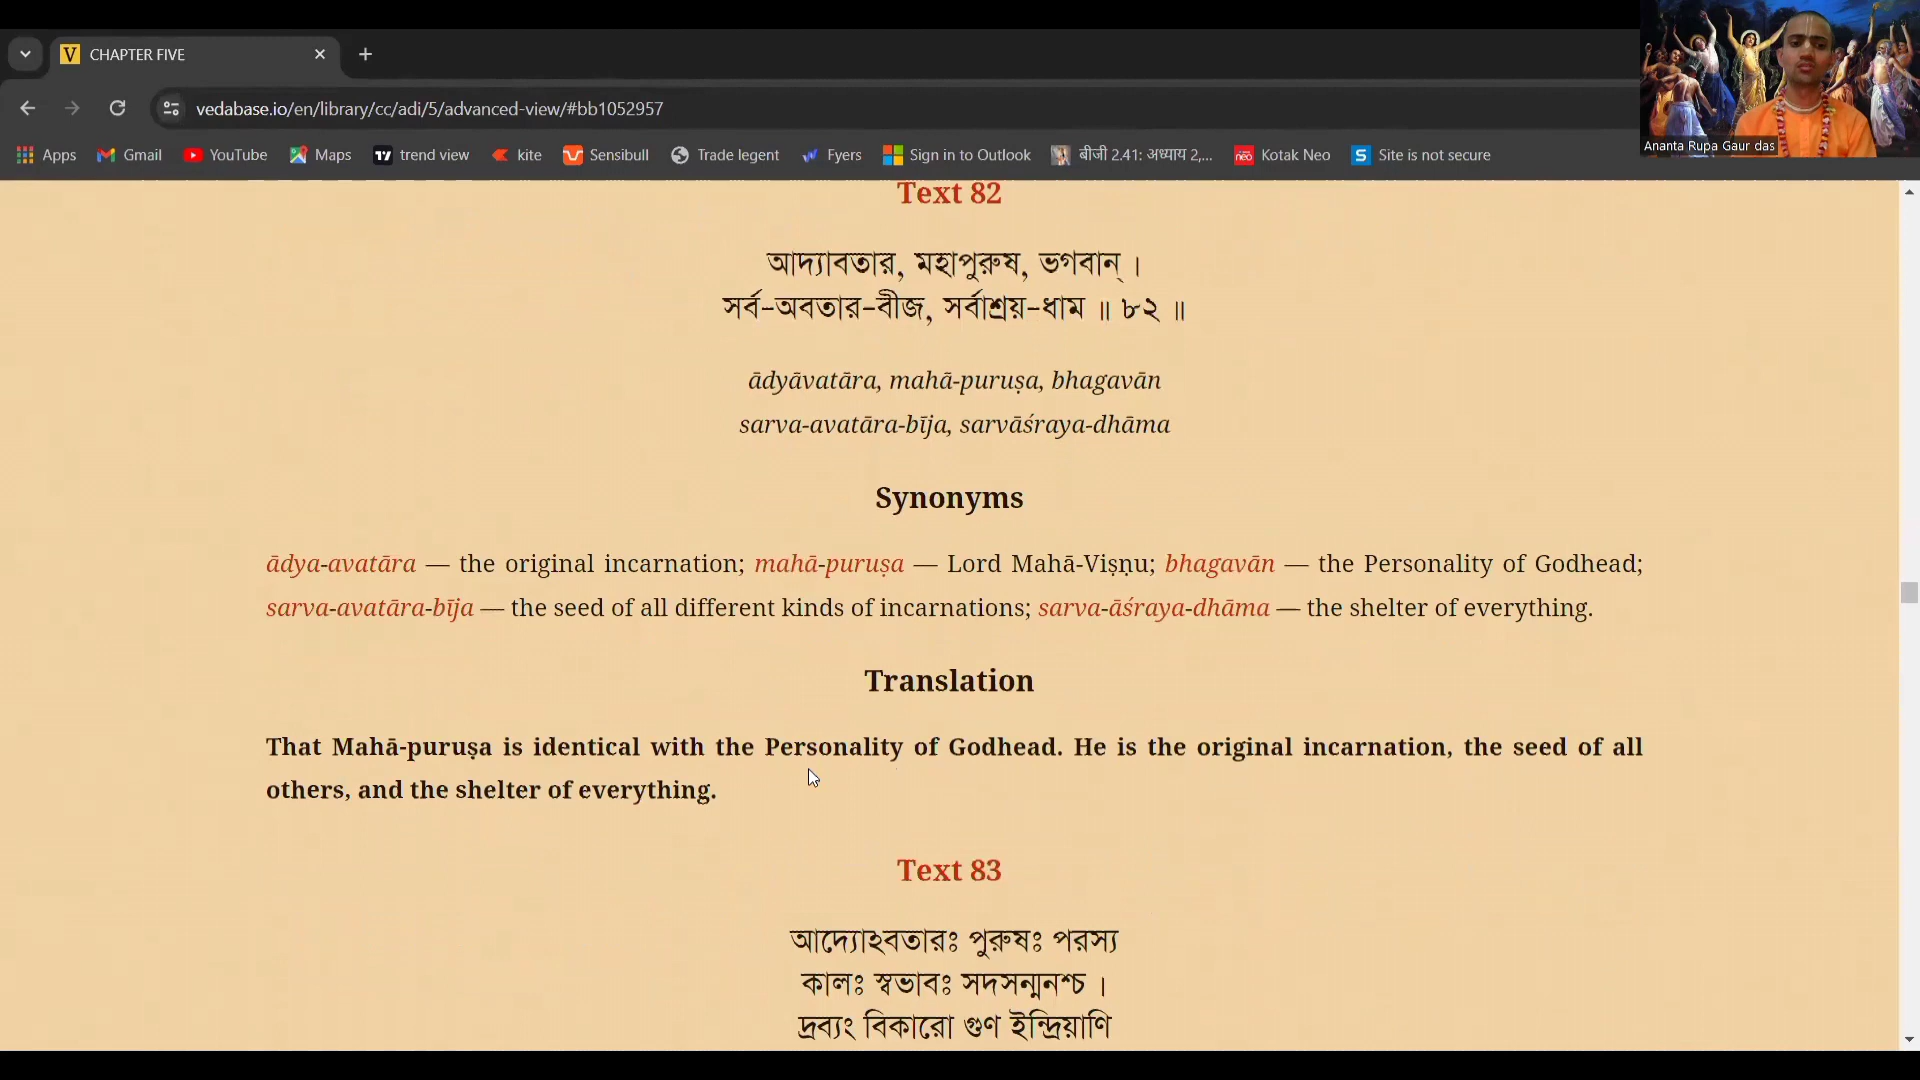 CHAPTER FIVE
vedabase.io/en/library/cc/adi/5/advanced-view/#bb1052957
Apps Gmail YouTube Maps trend view kite Sensibull Trade legent Fyers Sign in to Outlook बीजी 2.41: अध्याय 2,... neo Kotak Neo S Site is not secure
Ananta Rupa Gaur das
Text 82
আদ্যাবতার, মহাপুরুষ, ভগবান্ ।
সর্ব-অবতার-বীজ, সর্বাশ্রয়-ধাম ॥ ৮২ ॥
ādyāvatāra, mahā-puruṣa, bhagavān
sarva-avatāra-bīja, sarvāśraya-dhāma
Synonyms
ādya-avatāra — the original incarnation; mahā-puruṣa — Lord Mahā-Viṣṇu; bhagavān — the Personality of Godhead;
sarva-avatāra-bīja — the seed of all different kinds of incarnations; sarva-āśraya-dhāma — the shelter of everything.
Translation
That Mahā-puruṣa is identical with the Personality of Godhead. He is the original incarnation, the seed of all
others, and the shelter of everything.
Text 83
আদ্যোঽবতারঃ পুরুষঃ পরস্য
কালঃ স্বভাবঃ সদসন্মনশ্চ ।
দ্রব্যং বিকারো গুণ ইন্দ্রিয়াণি